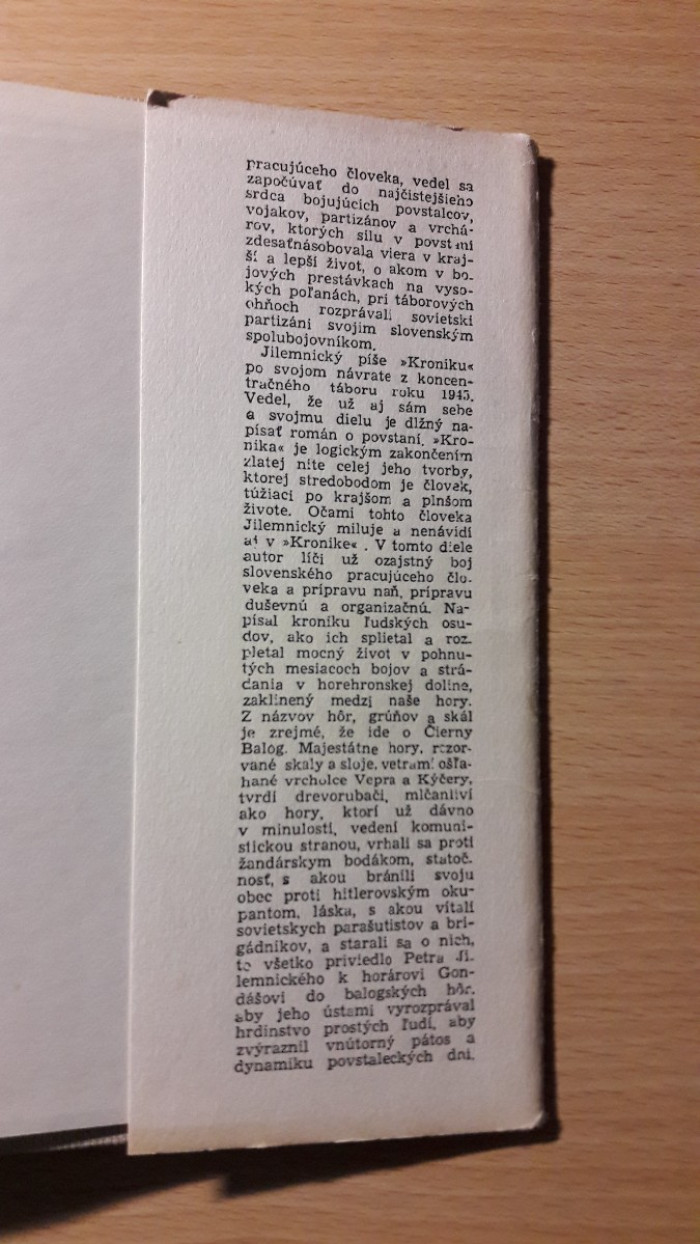 pracujúceho človeka, vedel sa
započúvať do najčistejšieho
srdca bojujúcich povstalcov,
vojakov, partizánov a vrchá-
rov, ktorých silu v povstaní
zdesaťnásobovala viera v kraj-
ší a lepší život, o akom v bo-
jových prestávkach na vyso-
kých poľanách, pri táborových
ohňoch rozprávali sovietski
partizáni svojim slovenským
spolubojovníkom.
Jilemnický píše »Kroniku«
po svojom návrate z koncen-
tračného táboru roku 1945.
Vedel, že už aj sám sebe
a svojmu dielu je dlžný na-
písať román o povstaní. »Kro-
nika« je logickým zakončením
zlatej nite celej jeho tvorby,
ktorej stredobodom je človek,
túžiaci po krajšom a plnšom
živote. Očami tohto človeka
Jilemnický miluje a nenávidí
aj v »Kronike« . V tomto diele
autor líči už ozajstný boj
slovenského pracujúceho člo-
veka a prípravu naň, prípravu
duševnú a organizačnú. Na-
písal kroniku ľudských osu-
dov, ako ich splietal a roz-
pletal mocný život v pohnu-
tých mesiacoch bojov a strá-
dania v horehronskej doline,
zaklinený medzi naše hory.
Z názvov hôr, grúňov a skál
je zrejmé, že ide o Čierny
Balog. Majestátne hory, rozor-
vané skaly a sloje, vetrami ošľa-
hané vrcholce Vepra a Kýčery,
tvrdí drevorubači, mlčanliví
ako hory, ktorí už dávno
v minulosti, vedení komuni-
stickou stranou, vrhali sa proti
žandárskym bodákom, statoč-
nosť, s akou bránili svoju
obec proti hitlerovským oku-
pantom, láska, s akou vítali
sovietskych parašutistov a bri-
gádnikov, a starali sa o nich,
to všetko priviedlo Petra Ji-
lemnického k horárovi Gon-
dášovi do balogských hôr,
aby jeho ústami vyrozprával
hrdinstvo prostých ľudí, aby
zvýraznil vnútorný pátos a
dynamiku povstaleckých dní.